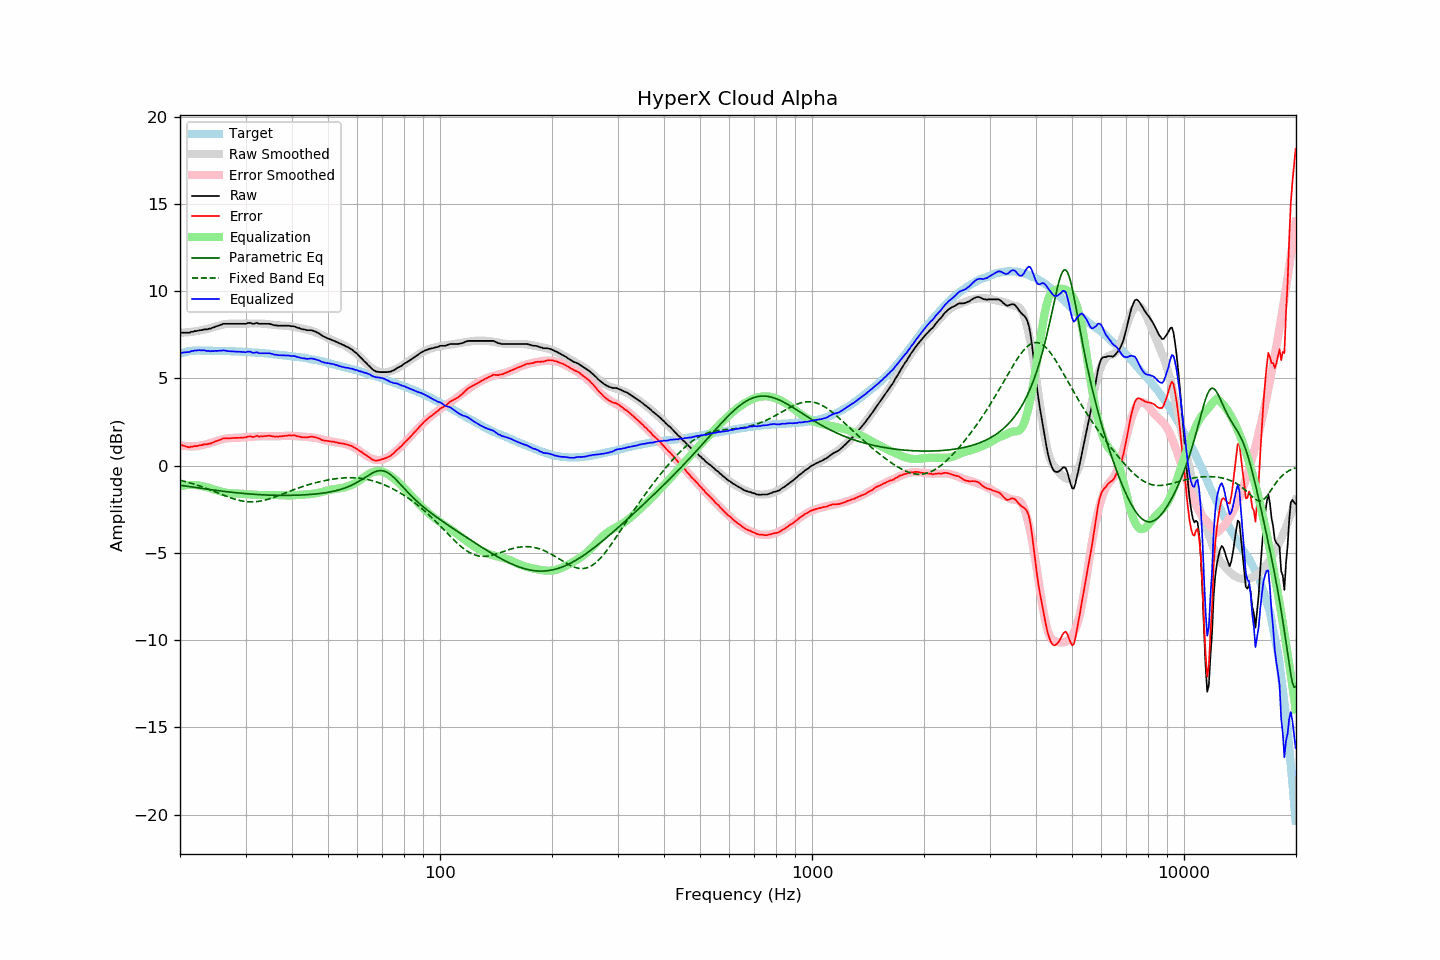 HyperX Cloud Alpha
Target
Raw Smoothed
Error Smoothed
Raw
Error
Equalization
Parametric Eq
Fixed Band Eq
Equalized
20
15
10
5
0
−5
−10
−15
−20
Amplitude (dBr)
100
1000
10000
Frequency (Hz)